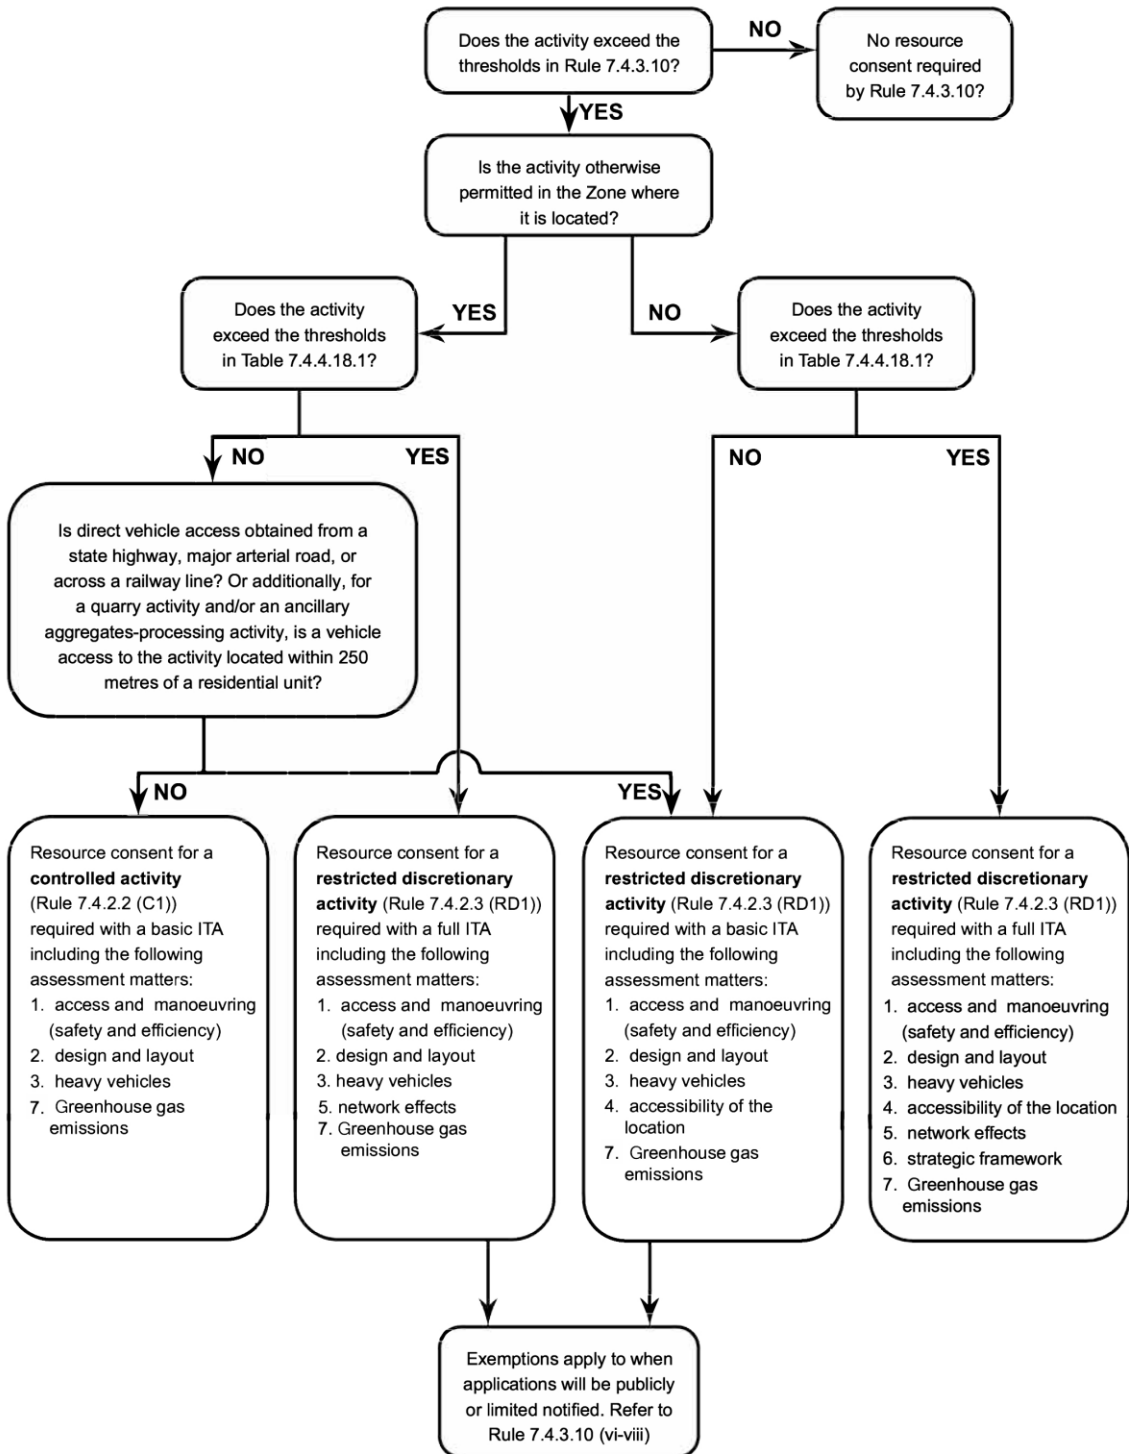 Does the activity exceed the
thresholds in Rule 7.4.3.10?
NO
No resource
consent required
by Rule 7.4.3.10?
YES
Is the activity otherwise
permitted in the Zone where
it is located?
YES
NO
Does the activity
exceed the thresholds
in Table 7.4.4.18.1?
Does the activity
exceed the thresholds
in Table 7.4.4.18.1?
NO
YES
NO
YES
Is direct vehicle access obtained from a
state highway, major arterial road, or
across a railway line? Or additionally, for
a quarry activity and/or an ancillary
aggregates-processing activity, is a vehicle
access to the activity located within 250
metres of a residential unit?
NO
YES
Resource consent for a
controlled activity
(Rule 7.4.2.2 (C1))
required with a basic ITA
including the following
assessment matters:
1. access and manoeuvring
(safety and efficiency)
2. design and layout
3. heavy vehicles
7. Greenhouse gas
emissions
Resource consent for a
restricted discretionary
activity (Rule 7.4.2.3 (RD1))
required with a full ITA
including the following
assessment matters:
1. access and manoeuvring
(safety and efficiency)
2. design and layout
3. heavy vehicles
5. network effects
7. Greenhouse gas
emissions
Resource consent for a
restricted discretionary
activity (Rule 7.4.2.3 (RD1))
required with a basic ITA
including the following
assessment matters:
1. access and manoeuvring
(safety and efficiency)
2. design and layout
3. heavy vehicles
4. accessibility of the
location
7. Greenhouse gas
emissions
Resource consent for a
restricted discretionary
activity (Rule 7.4.2.3 (RD1))
required with a full ITA
including the following
assessment matters:
1. access and manoeuvring
(safety and efficiency)
2. design and layout
3. heavy vehicles
4. accessibility of the location
5. network effects
6. strategic framework
7. Greenhouse gas
emissions
Exemptions apply to when
applications will be publicly
or limited notified. Refer to
Rule 7.4.3.10 (vi-viii)